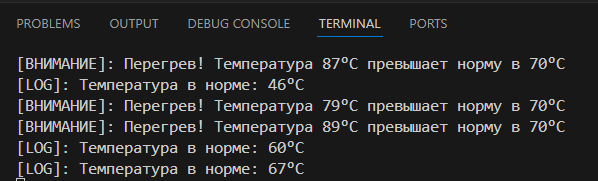 PROBLEMS OUTPUT DEBUG CONSOLE TERMINAL PORTS
[ВНИМАНИЕ]: Перегрев! Температура 87°C превышает норму в 70°C
[LOG]: Температура в норме: 46°C
[ВНИМАНИЕ]: Перегрев! Температура 79°C превышает норму в 70°C
[ВНИМАНИЕ]: Перегрев! Температура 89°C превышает норму в 70°C
[LOG]: Температура в норме: 60°C
[LOG]: Температура в норме: 67°C